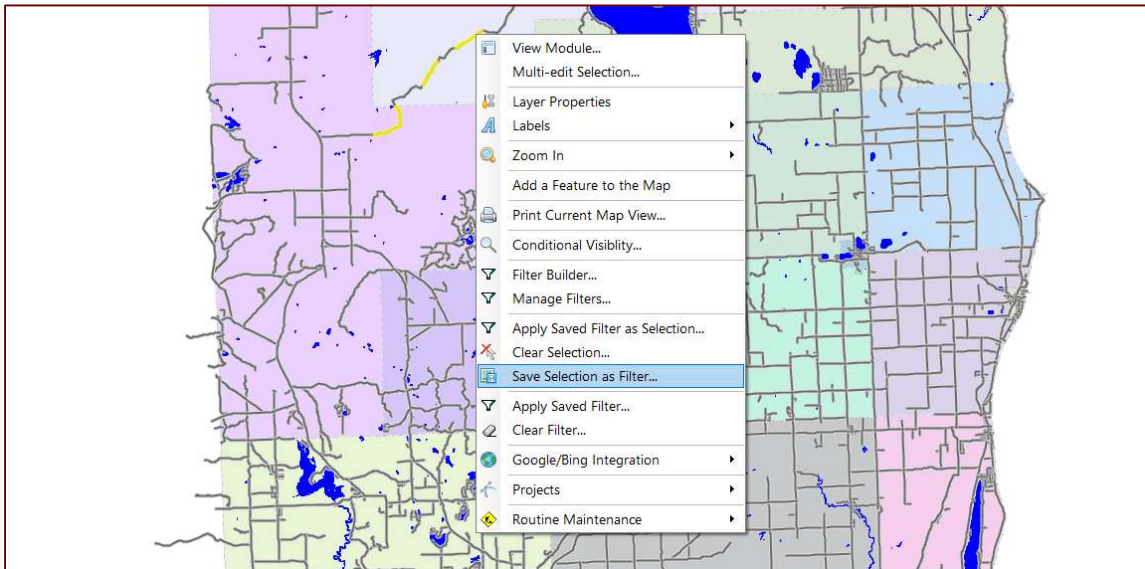 View Module...
Multi-edit Selection...
Layer Properties
Labels
Zoom In
Add a Feature to the Map
Print Current Map View...
Conditional Visiblity...
Filter Builder...
Manage Filters...
Apply Saved Filter as Selection...
Clear Selection...
Save Selection as Filter...
Apply Saved Filter...
Clear Filter...
Google/Bing Integration
Projects
Routine Maintenance